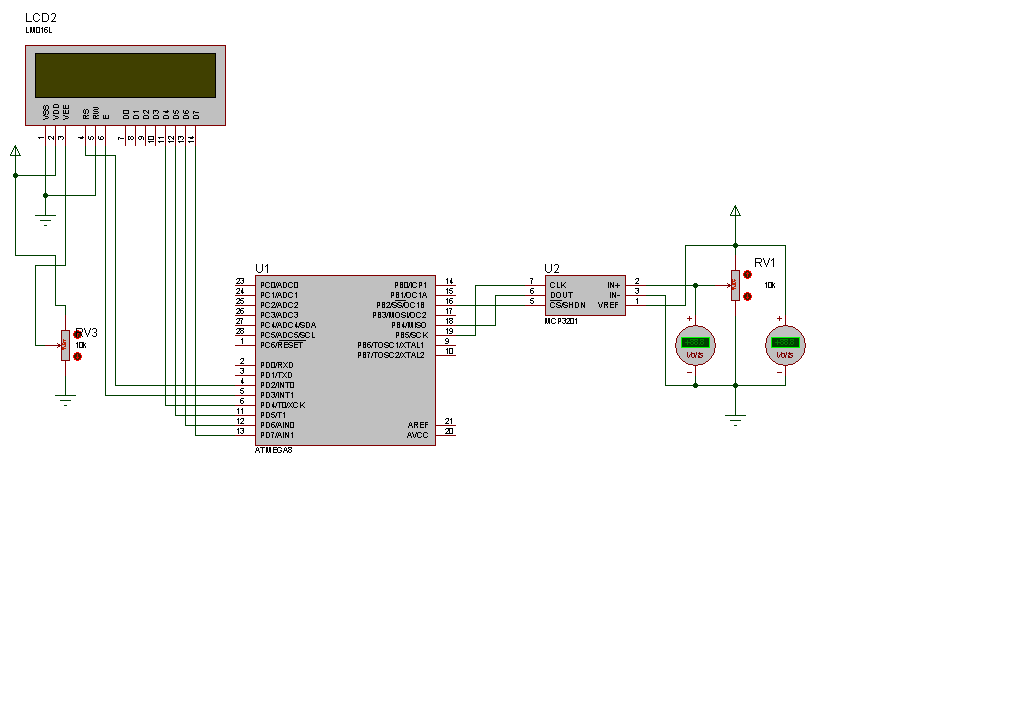 LCD2
LM016L
VSS
VDD
VEE
RS
RW
E
D0
D1
D2
D3
D4
D5
D6
D7
1
2
3
4
5
6
7
8
9
10
11
12
13
14
RV3
10k
U1
23 PC0/ADC0
24 PC1/ADC1
25 PC2/ADC2
26 PC3/ADC3
27 PC4/ADC4/SDA
28 PC5/ADC5/SCL
1 PC6/RESET
2 PD0/RXD
3 PD1/TXD
4 PD2/INT0
5 PD3/INT1
6 PD4/T0/XCK
11 PD5/T1
12 PD6/AIN0
13 PD7/AIN1
PB0/ICP1 14
PB1/OC1A 15
PB2/SS/OC1B 16
PB3/MOSI/OC2 17
PB4/MISO 18
PB5/SCK 19
PB6/TOSC1/XTAL1 9
PB7/TOSC2/XTAL2 10
AREF 21
AVCC 20
ATMEGA8
U2
7 CLK
6 DOUT
5 CS/SHDN
IN+ 2
IN- 3
VREF 1
MCP3201
RV1
10k
+
+88.8
Volts
-
+
+88.8
Volts
-